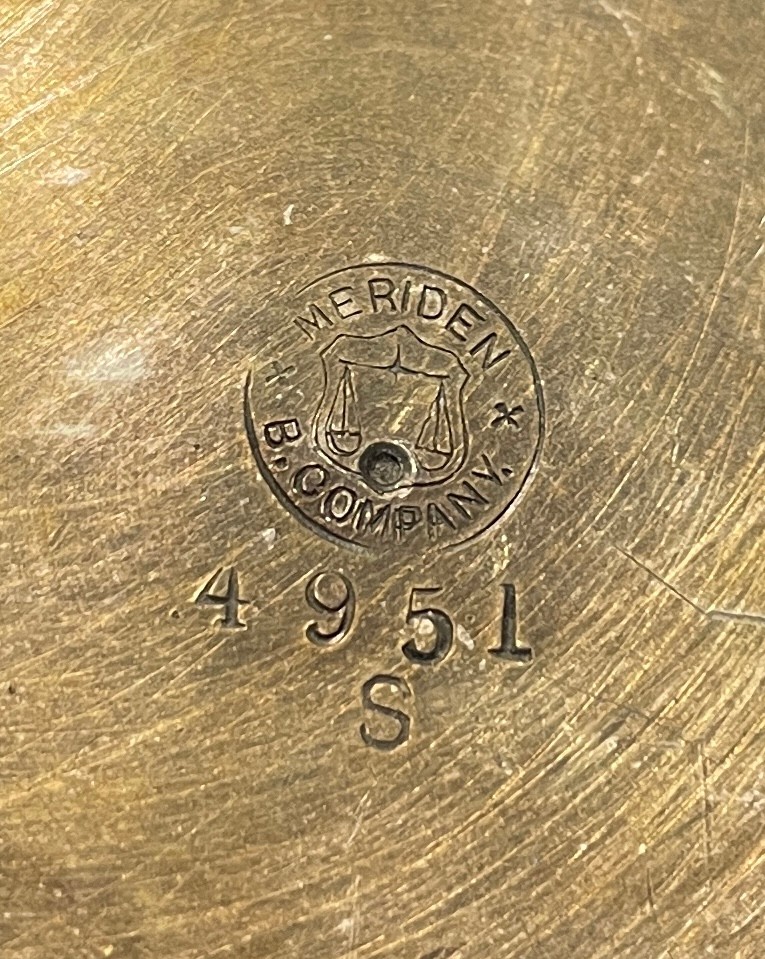 MERIDEN
B. COMPANY.
4951
S